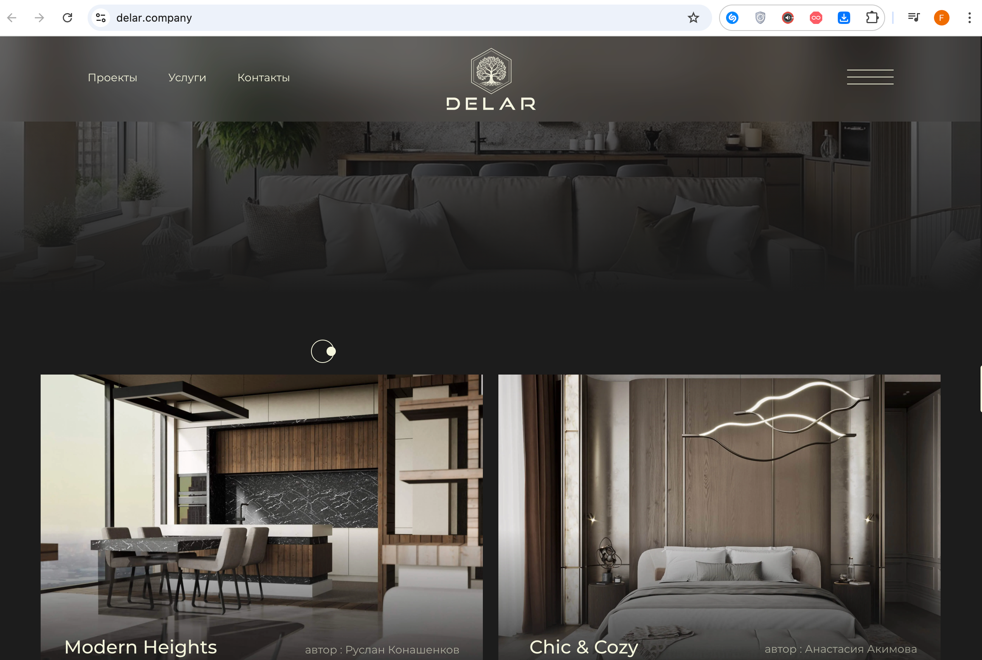 delar.company
F
Проекты
Услуги
Контакты
DELAR
Modern Heights
автор : Руслан Конашенков
Chic & Cozy
автор : Анастасия Акимова